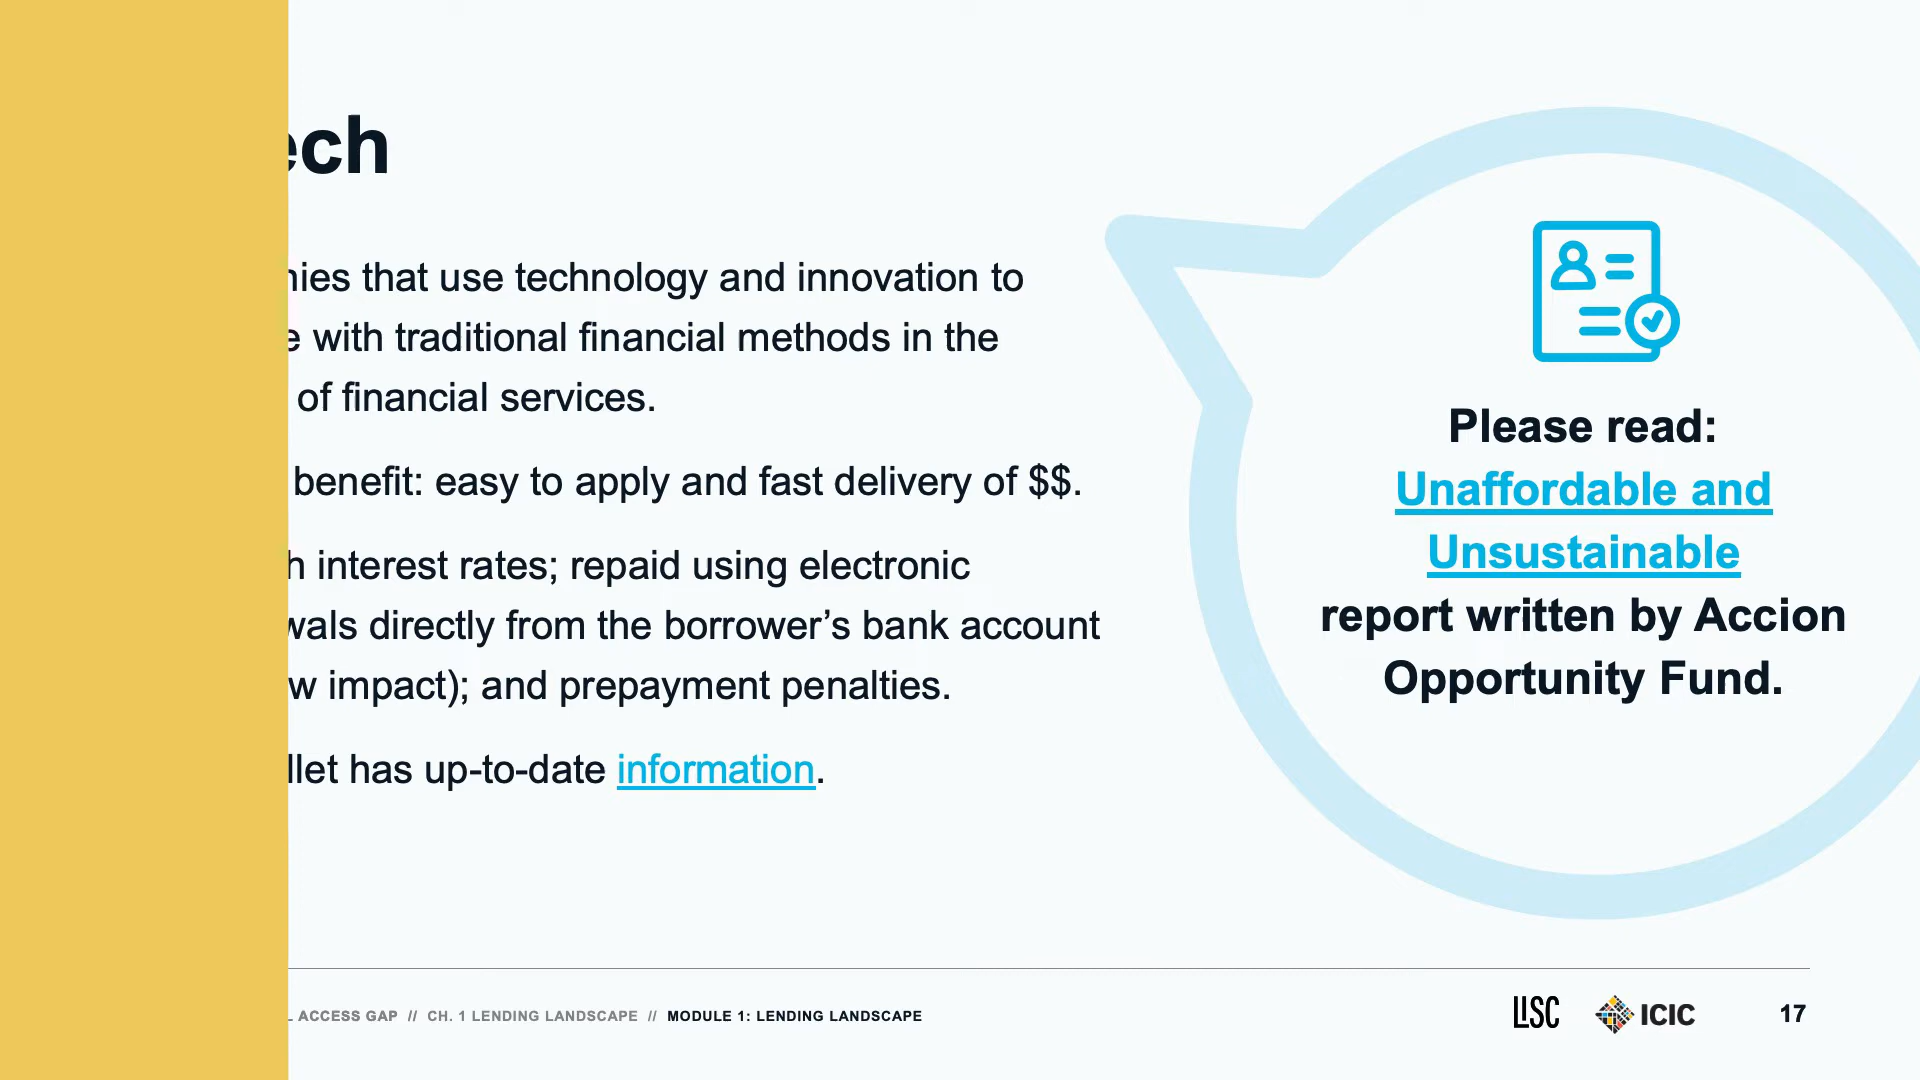 ech
nies that use technology and innovation to
e with traditional financial methods in the
of financial services.
benefit: easy to apply and fast delivery of $$.
h interest rates; repaid using electronic
wals directly from the borrower’s bank account
w impact); and prepayment penalties.
llet has up-to-date information.
Please read:
Unaffordable and
Unsustainable
report written by Accion
Opportunity Fund.
ACCESS GAP // CH. 1 LENDING LANDSCAPE // MODULE 1: LENDING LANDSCAPE
LISC
ICIC
17